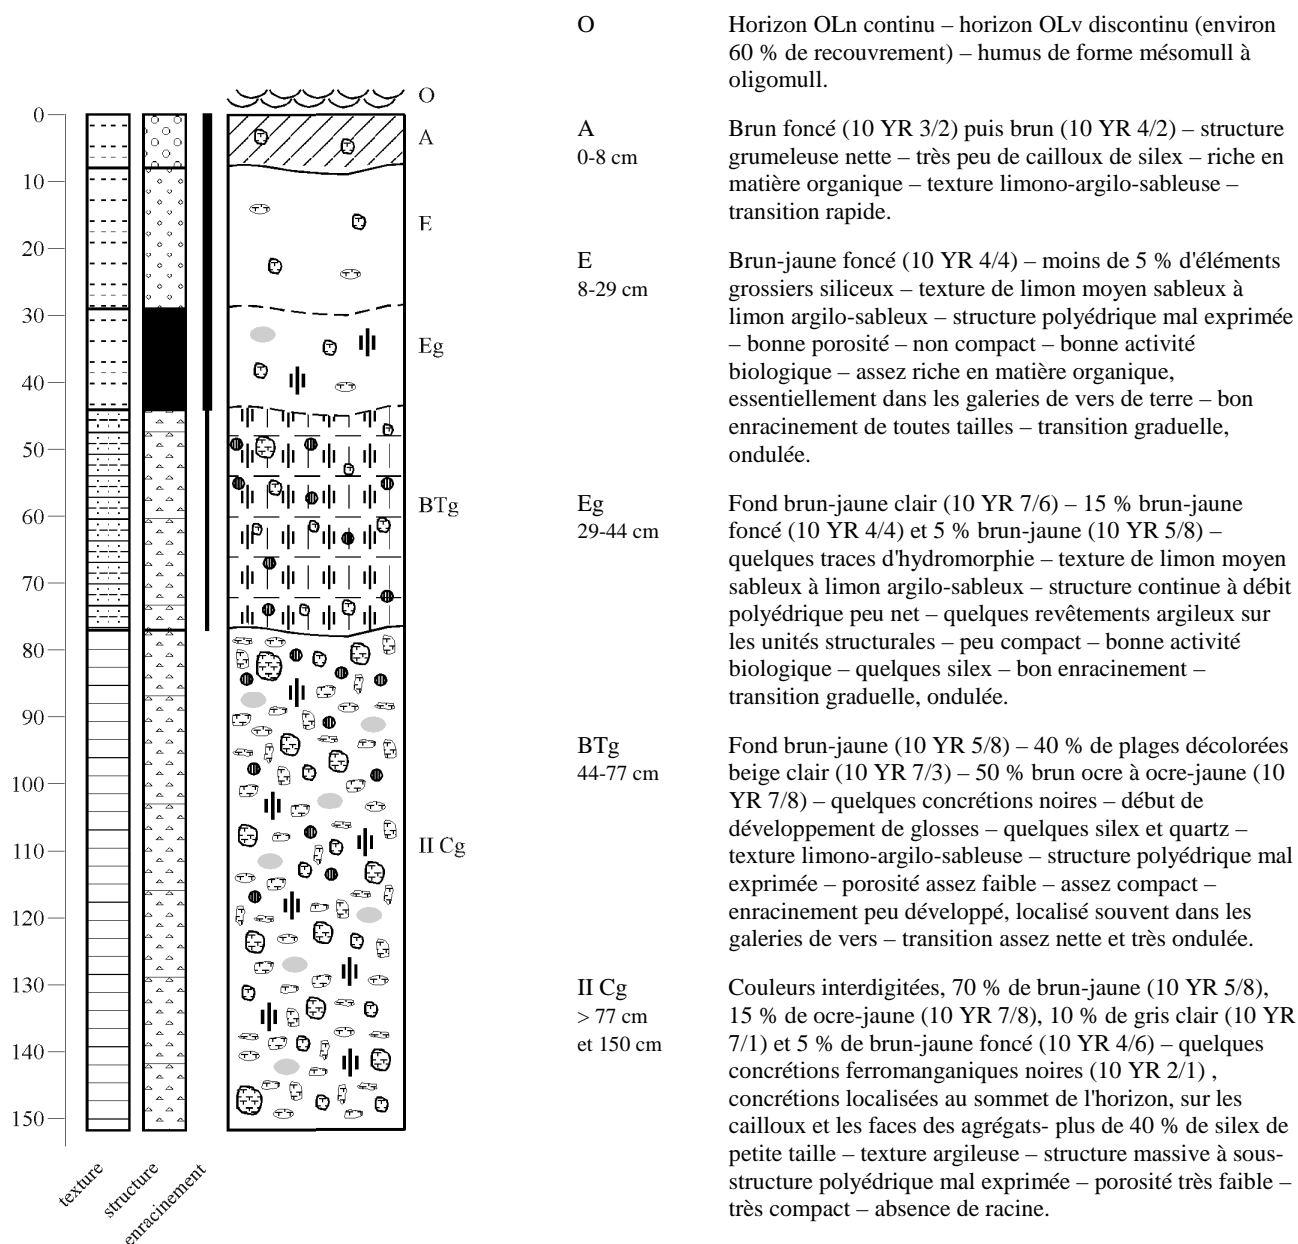 O
Horizon OLn continu – horizon OLv discontinu (environ
60 % de recouvrement) – humus de forme mésomull à
oligomull.
A
0-8 cm
Brun foncé (10 YR 3/2) puis brun (10 YR 4/2) – structure
grumeleuse nette – très peu de cailloux de silex – riche en
matière organique – texture limono-argilo-sableuse –
transition rapide.
E
8-29 cm
Brun-jaune foncé (10 YR 4/4) – moins de 5 % d'éléments
grossiers siliceux – texture de limon moyen sableux à
limon argilo-sableux – structure polyédrique mal exprimée
– bonne porosité – non compact – bonne activité
biologique – assez riche en matière organique,
essentiellement dans les galeries de vers de terre – bon
enracinement de toutes tailles – transition graduelle,
ondulée.
Eg
29-44 cm
Fond brun-jaune clair (10 YR 7/6) – 15 % brun-jaune
foncé (10 YR 4/4) et 5 % brun-jaune (10 YR 5/8) –
quelques traces d'hydromorphie – texture de limon moyen
sableux à limon argilo-sableux – structure continue à débit
polyédrique peu net – quelques revêtements argileux sur
les unités structurales – peu compact – bonne activité
biologique – quelques silex – bon enracinement –
transition graduelle, ondulée.
BTg
44-77 cm
Fond brun-jaune (10 YR 5/8) – 40 % de plages décolorées
beige clair (10 YR 7/3) – 50 % brun ocre à ocre-jaune (10
YR 7/8) – quelques concrétions noires – début de
développement de glosses – quelques silex et quartz –
texture limono-argilo-sableuse – structure polyédrique mal
exprimée – porosité assez faible – assez compact –
enracinement peu développé, localisé souvent dans les
galeries de vers – transition assez nette et très ondulée.
II Cg
> 77 cm
et 150 cm
Couleurs interdigitées, 70 % de brun-jaune (10 YR 5/8),
15 % de ocre-jaune (10 YR 7/8), 10 % de gris clair (10 YR
7/1) et 5 % de brun-jaune foncé (10 YR 4/6) – quelques
concrétions ferromanganiques noires (10 YR 2/1) ,
concrétions localisées au sommet de l'horizon, sur les
cailloux et les faces des agrégats- plus de 40 % de silex de
petite taille – texture argileuse – structure massive à sous-
structure polyédrique mal exprimée – porosité très faible –
très compact – absence de racine.
0
10
20
30
40
50
60
70
80
90
100
110
120
130
140
150
O
A
E
Eg
BTg
II Cg
texture
structure
enracinement